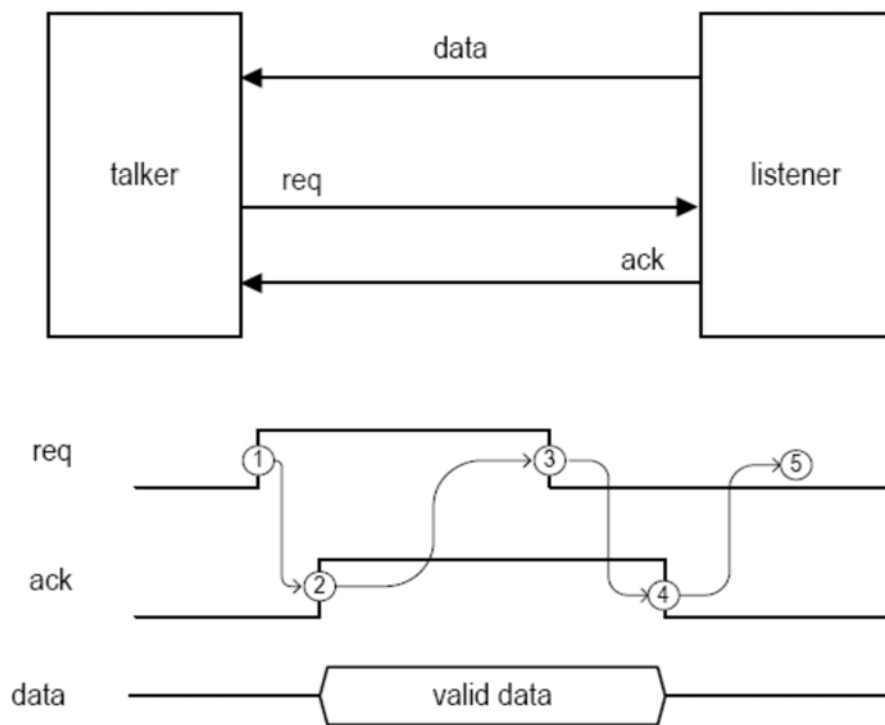 data
talker
req
listener
ack
req
1
3
5
ack
2
4
data
valid data